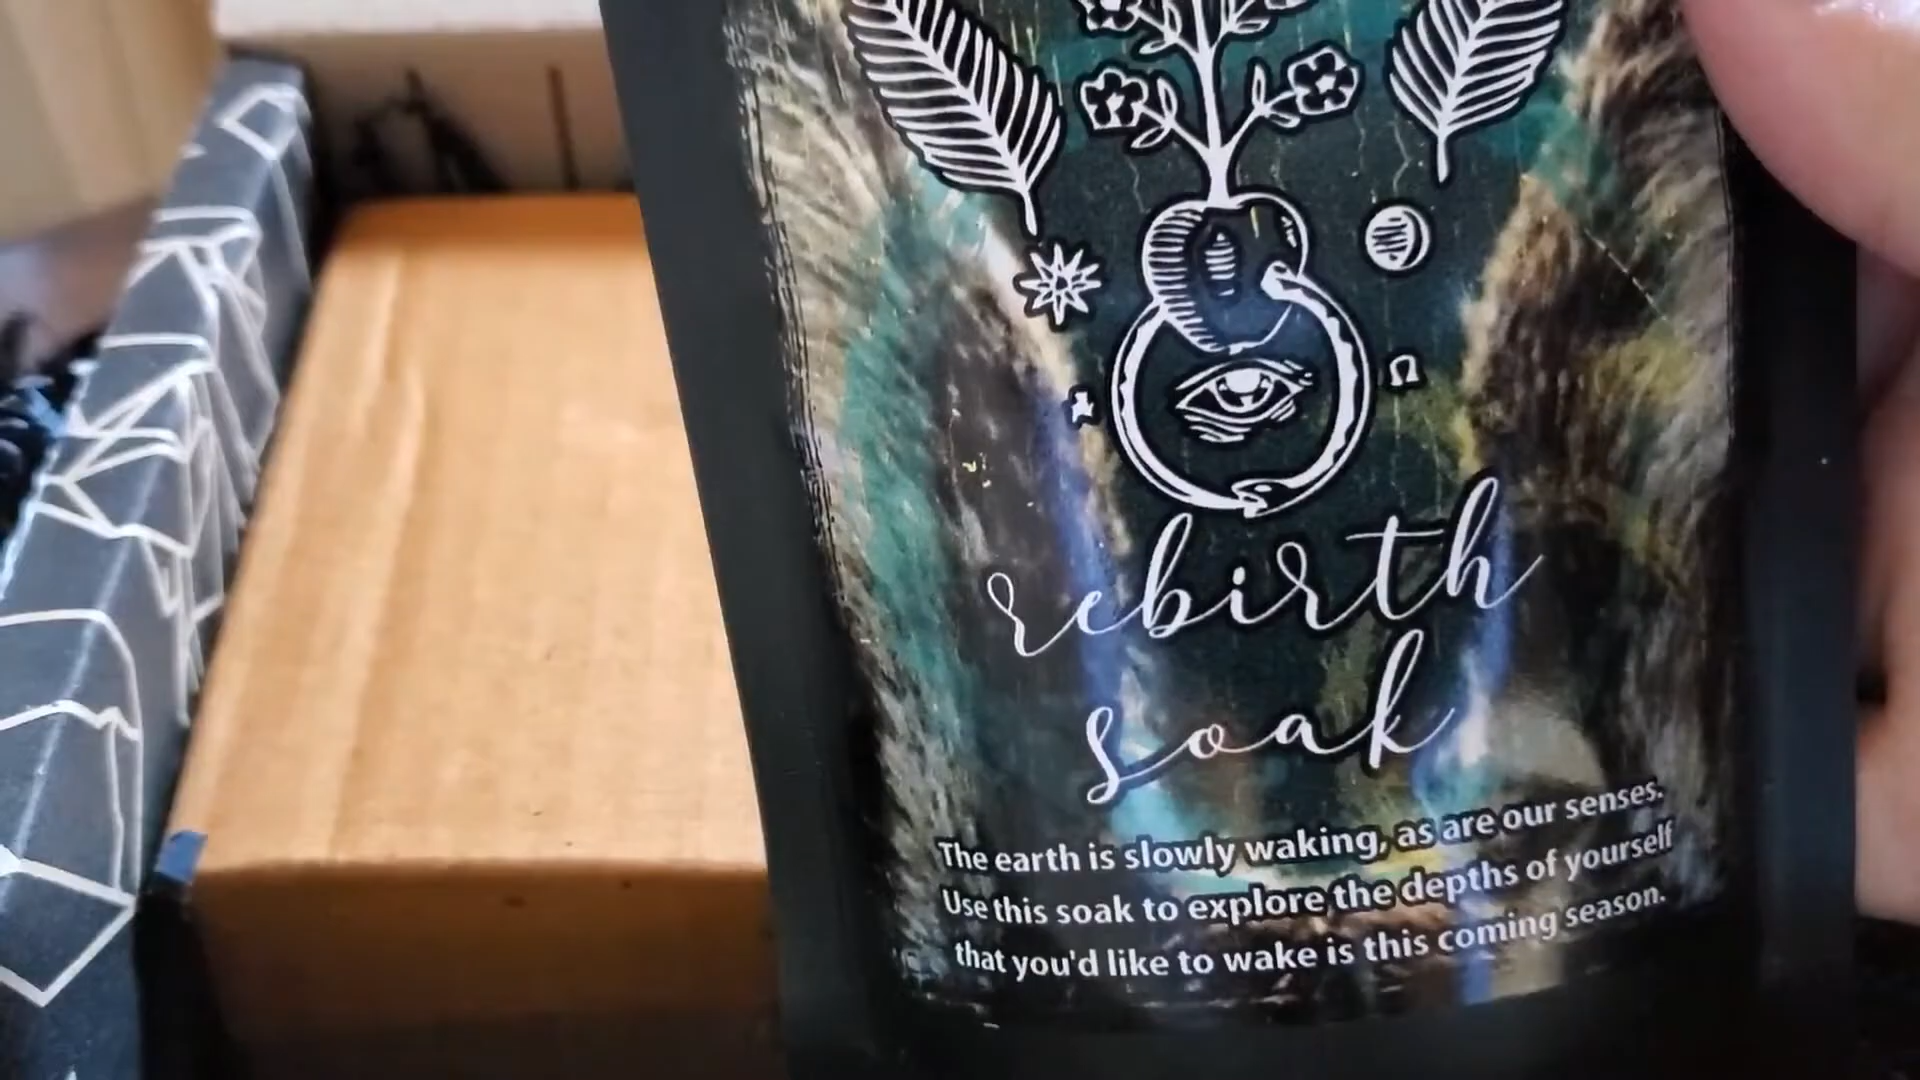 rebirth
soak
The earth is slowly waking, as are our senses.
Use this soak to explore the depths of yourself
that you'd like to wake is this coming season.